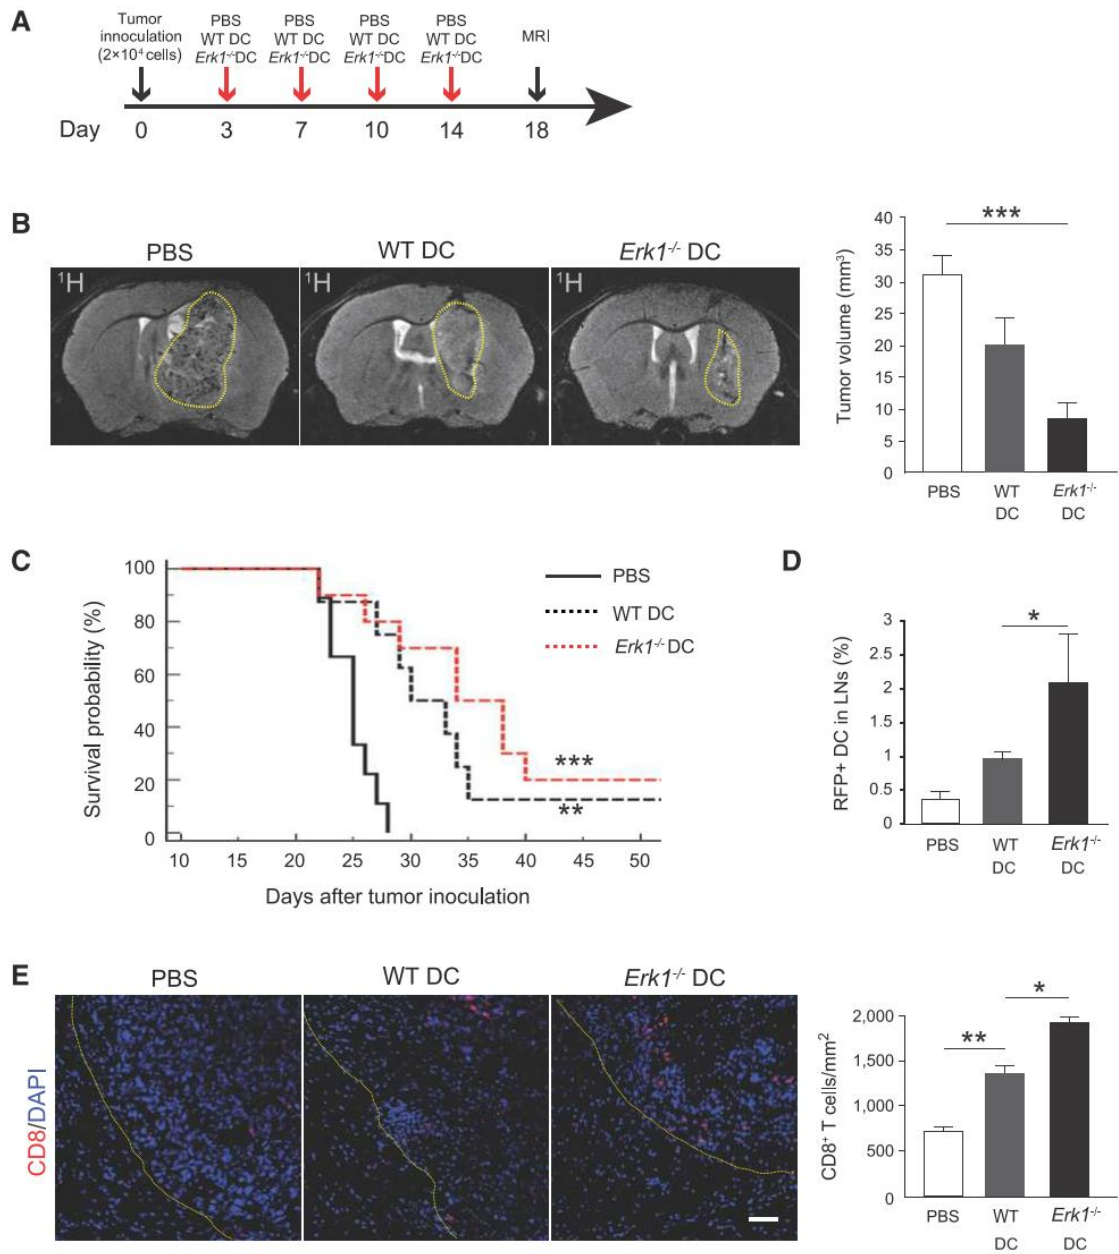 A
Tumor
innoculation
(2×10⁴ cells)
PBS
WT DC
Erk1⁻/⁻DC
PBS
WT DC
Erk1⁻/⁻DC
PBS
WT DC
Erk1⁻/⁻DC
PBS
WT DC
Erk1⁻/⁻DC
MRI
Day 0 3 7 10 14 18
B
PBS
WT DC
Erk1⁻/⁻ DC
¹H
¹H
¹H
Tumor volume (mm³)
40
35
30
25
20
15
10
5
0
***
PBS
WT
DC
Erk1⁻/⁻
DC
C
Survival probability (%)
100
80
60
40
20
0
10 15 20 25 30 35 40 45 50
Days after tumor inoculation
PBS
WT DC
Erk1⁻/⁻ DC
***
**
D
RFP+ DC in LNs (%)
3
2.5
2
1.5
1
0.5
0
*
PBS
WT
DC
Erk1⁻/⁻
DC
E
PBS
WT DC
Erk1⁻/⁻ DC
CD8/DAPI
CD8⁺ T cells/mm²
2,000
1,500
1,000
500
0
**
*
PBS
WT
DC
Erk1⁻/⁻
DC